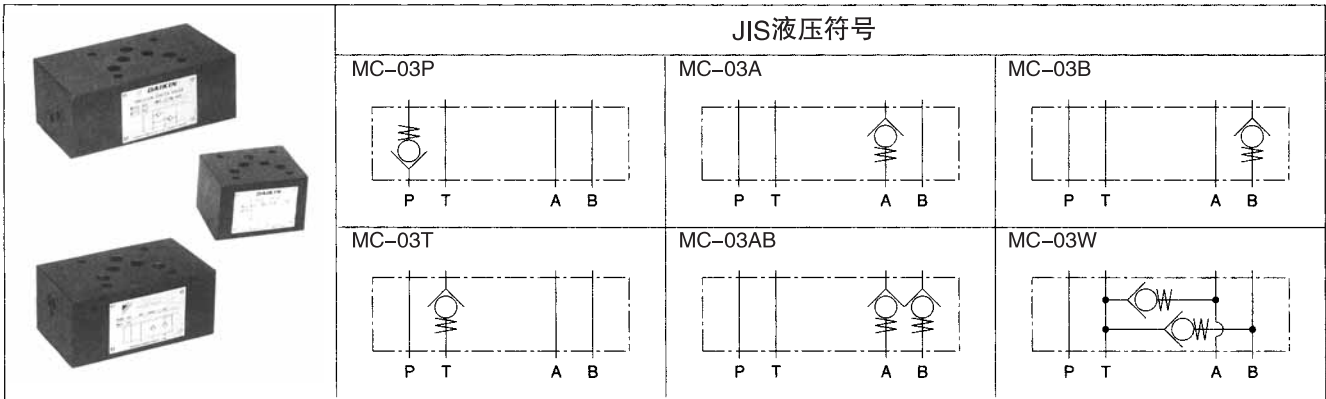 JIS液压符号
MC-03P
MC-03A
MC-03B
P T A B
P T A B
P T A B
MC-03T
MC-03AB
MC-03W
P T A B
P T A B
P T A B
DAIKIN
DAIKIN